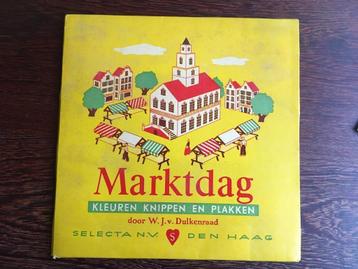 Marktdag
KLEUREN KNIPPEN EN PLAKKEN
door W. J. v. Dulkenraad
SELECTA N.V. S DEN HAAG